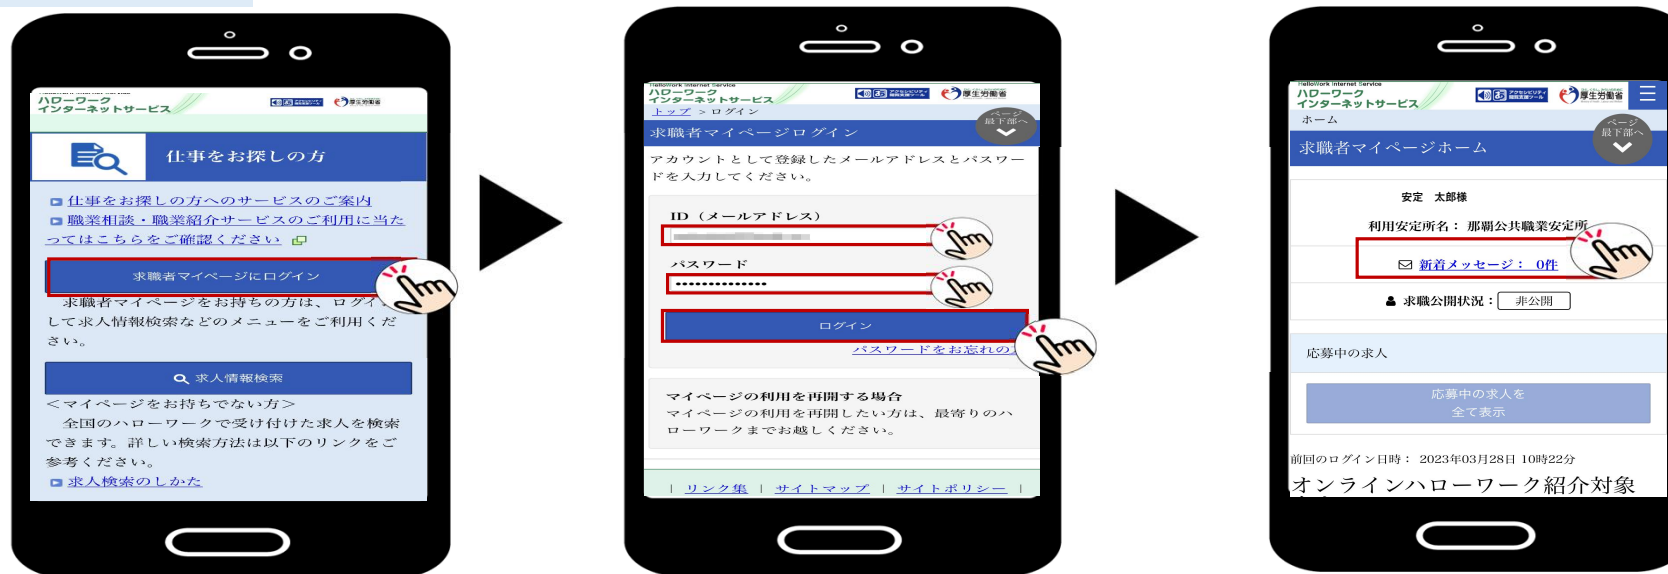 ハローワーク
インターネットサービス
厚生労働省
仕事をお探しの方
仕事をお探しの方へのサービスのご案内
職業相談・職業紹介サービスのご利用に当た
ってはこちらをご確認ください
求職者マイページにログイン
求職者マイページをお持ちの方は、ログイン
して求人情報検索などのメニューをご利用くだ
さい。
求人情報検索
<マイページをお持ちでない方>
全国のハローワークで受け付けた求人を検索
できます。詳しい検索方法は以下のリンクをご
参考ください。
求人検索のしかた
HelloWork Internet Service
ハローワーク
インターネットサービス
厚生労働省
トップ > ログイン
ページ
最下部へ
求職者マイページログイン
アカウントとして登録したメールアドレスとパスワー
ドを入力してください。
ID（メールアドレス）
パスワード
ログイン
パスワードをお忘れの
マイページの利用を再開する場合
マイページの利用を再開したい方は、最寄りのハ
ローワークまでお越しください。
| リンク集 | サイトマップ | サイトポリシー |
HelloWork Internet Service
ハローワーク
インターネットサービス
厚生労働省
ホーム
ページ
最下部へ
求職者マイページホーム
安定 太郎様
利用安定所名： 那覇公共職業安定所
新着メッセージ： 0件
求職公開状況： 非公開
応募中の求人
応募中の求人を
全て表示
前回のログイン日時： 2023年03月28日 10時22分
オンラインハローワーク紹介対象